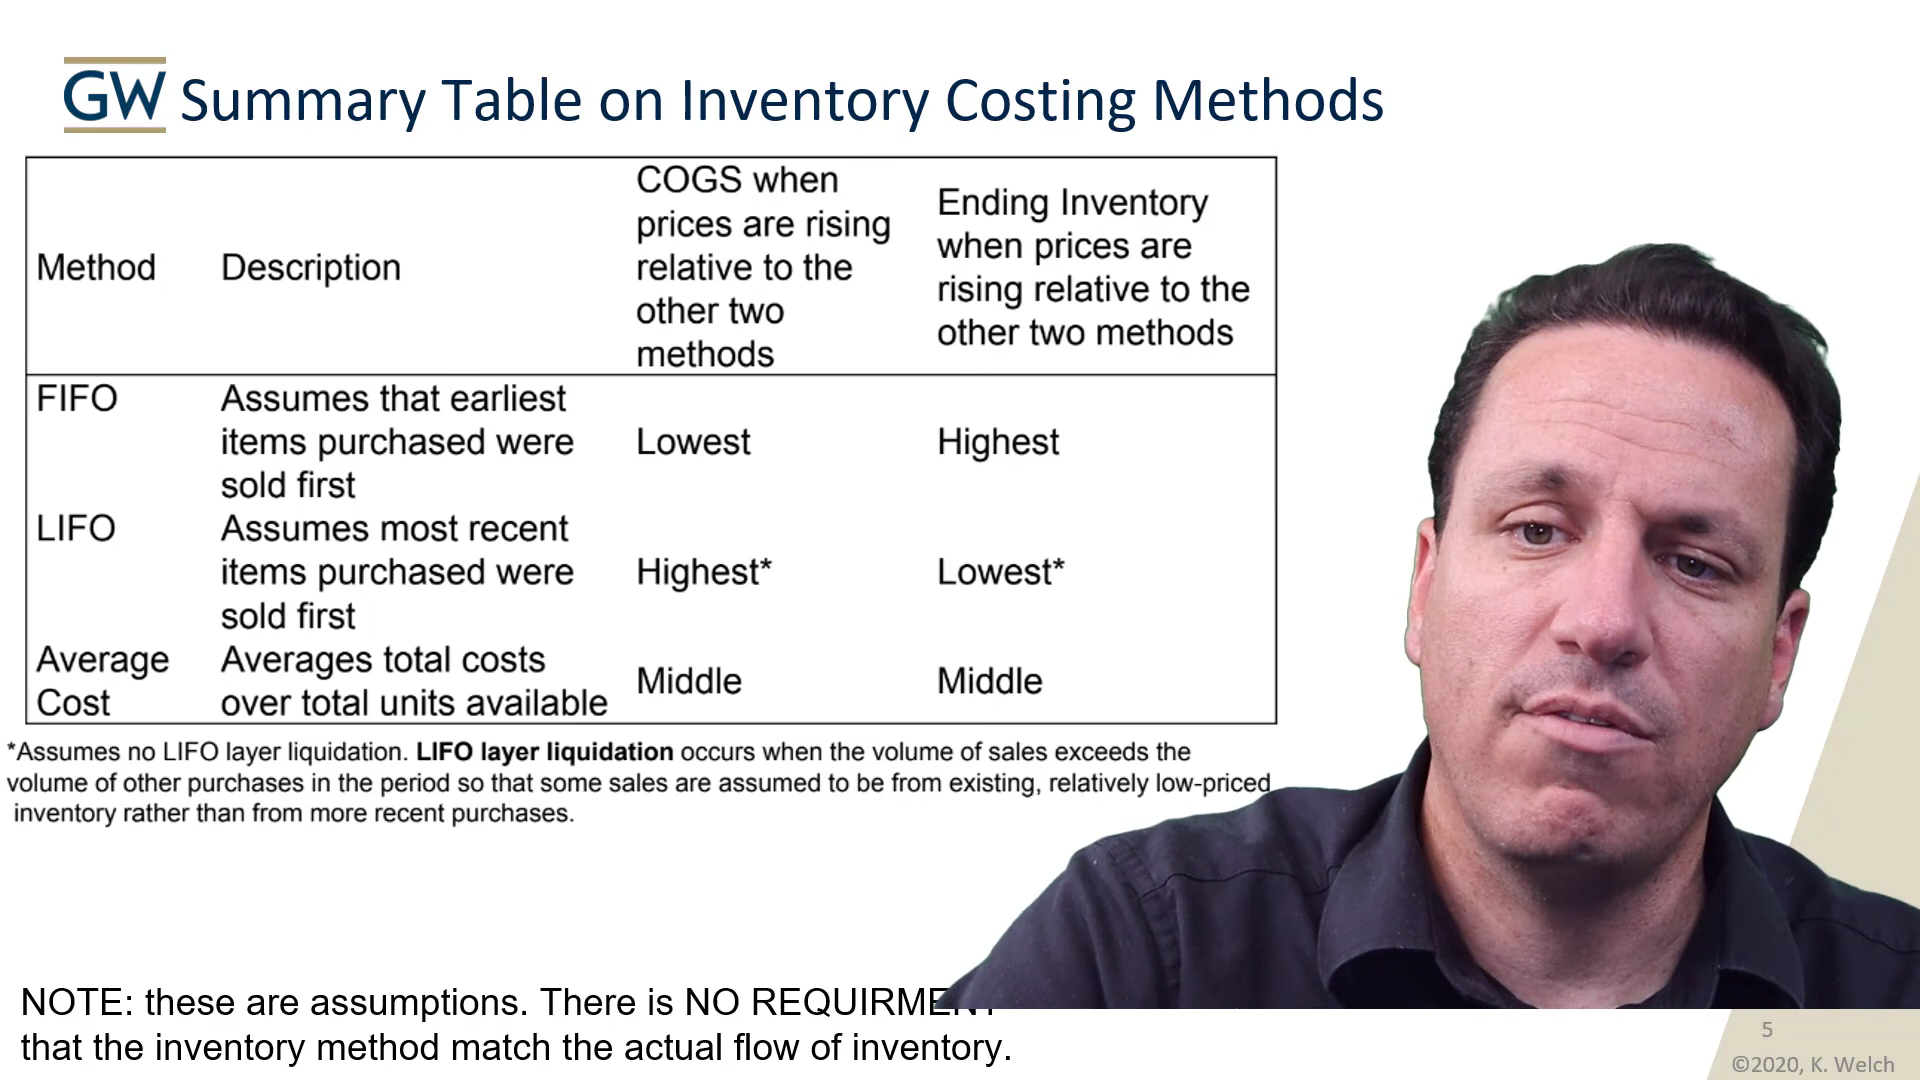 GW Summary Table on Inventory Costing Methods
Method
Description
COGS when
prices are rising
relative to the
other two
methods
Ending Inventory
when prices are
rising relative to the
other two methods
FIFO
Assumes that earliest
items purchased were
sold first
Lowest
Highest
LIFO
Assumes most recent
items purchased were
sold first
Highest*
Lowest*
Average
Cost
Averages total costs
over total units available
Middle
Middle
*Assumes no LIFO layer liquidation. LIFO layer liquidation occurs when the volume of sales exceeds the
volume of other purchases in the period so that some sales are assumed to be from existing, relatively low-priced
inventory rather than from more recent purchases.
NOTE: these are assumptions. There is NO REQUIRMENT
that the inventory method match the actual flow of inventory.
5
©2020, K. Welch